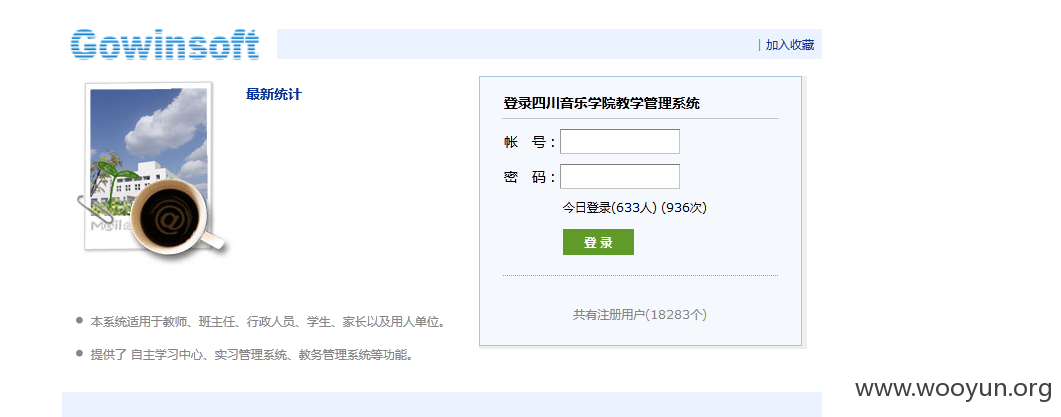 Gowinsoft
| 加入收藏
最新统计
登录四川音乐学院教学管理系统
帐 号：
密 码：
今日登录(633人) (936次)
登 录
共有注册用户(18283个)
M@il
@
● 本系统适用于教师、班主任、行政人员、学生、家长以及用人单位。
● 提供了 自主学习中心、实习管理系统、教务管理系统等功能。
www.wooyun.org